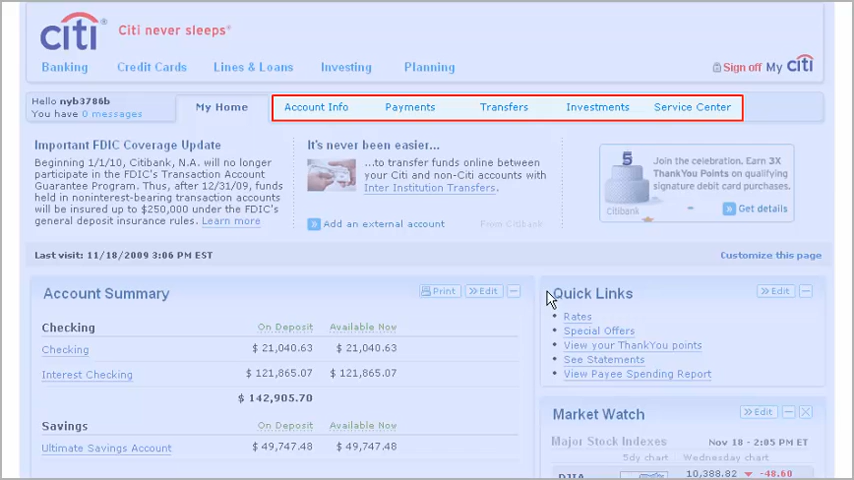 citi Citi never sleeps®
Banking Credit Cards Lines & Loans Investing Planning
Sign off My citi
Hello nyb3786b
You have 0 messages
My Home Account Info Payments Transfers Investments Service Center
Important FDIC Coverage Update
Beginning 1/1/10, Citibank, N.A. will no longer
participate in the FDIC's Transaction Account
Guarantee Program. Thus, after 12/31/09, funds
held in noninterest-bearing transaction accounts
will be insured up to $250,000 under the FDIC's
general deposit insurance rules. Learn more
It's never been easier...
...to transfer funds online between
your Citi and non-Citi accounts with
Inter Institution Transfers.
Add an external account From Citibank
5
Citibank
Join the celebration. Earn 3X
ThankYou Points on qualifying
signature debit card purchases.
Get details
Last visit: 11/18/2009 3:06 PM EST Customize this page
Account Summary Print Edit
Checking On Deposit Available Now
Checking $ 21,040.63 $ 21,040.63
Interest Checking $ 121,865.07 $ 121,865.07
$ 142,905.70
Savings On Deposit Available Now
Ultimate Savings Account $ 49,747.48 $ 49,747.48
Quick Links Edit
• Rates
• Special Offers
• View your ThankYou points
• See Statements
• View Payee Spending Report
Market Watch Edit
Major Stock Indexes Nov 18 - 2:05 PM ET
5dy chart Wednesday chart
DJIA 10,388.82 -48.60